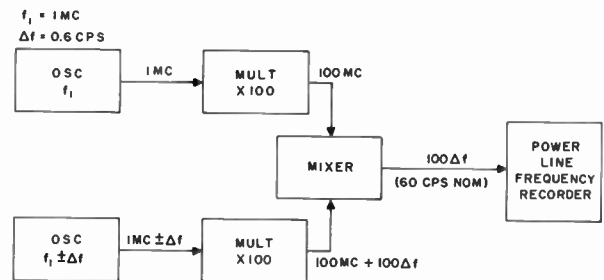 f₁ = 1MC
Δf = 0.6 CPS
OSC
f₁
1MC
MULT
X100
100MC
MIXER
100Δf
(60 CPS NOM)
POWER
LINE
FREQUENCY
RECORDER
OSC
f₁ ±Δf
1MC ±Δf
MULT
X100
100MC + 100Δf